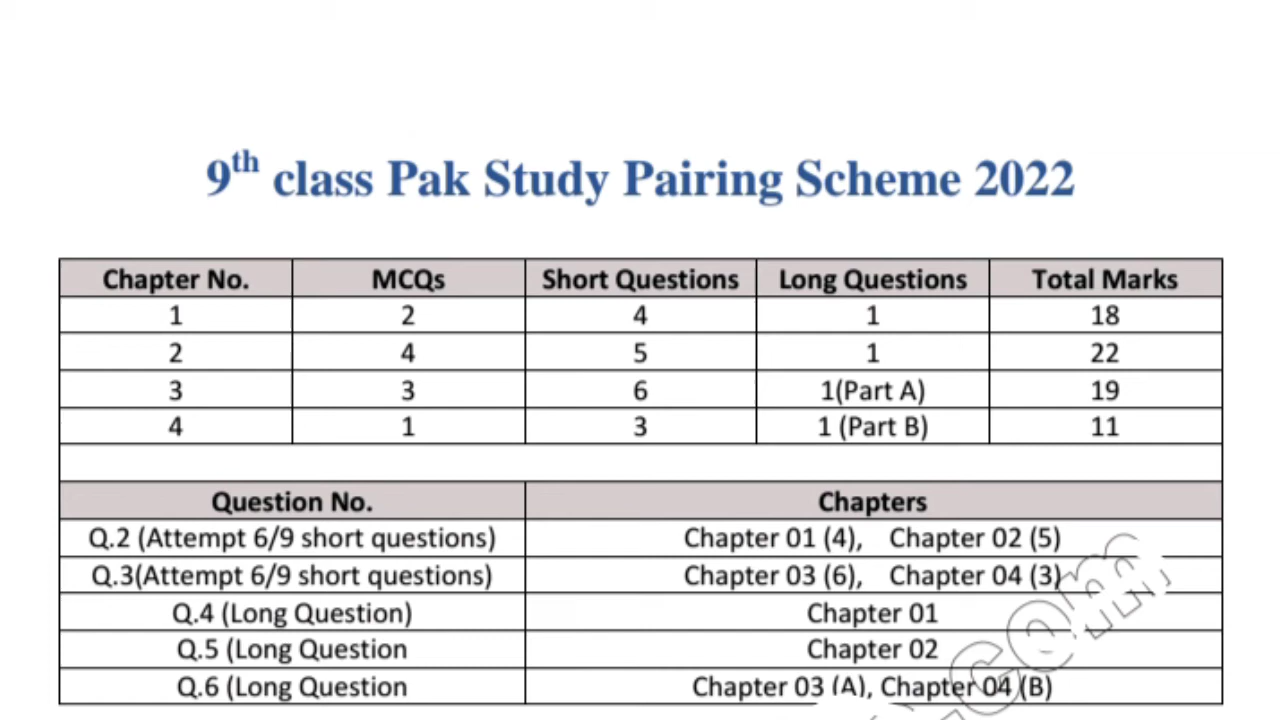 9th class Pak Study Pairing Scheme 2022
Chapter No. MCQs Short Questions Long Questions Total Marks
1 2 4 1 18
2 4 5 1 22
3 3 6 1(Part A) 19
4 1 3 1 (Part B) 11
Question No. Chapters
Q.2 (Attempt 6/9 short questions) Chapter 01 (4), Chapter 02 (5)
Q.3(Attempt 6/9 short questions) Chapter 03 (6), Chapter 04 (3)
Q.4 (Long Question) Chapter 01
Q.5 (Long Question Chapter 02
Q.6 (Long Question Chapter 03 (A), Chapter 04 (B)
.com